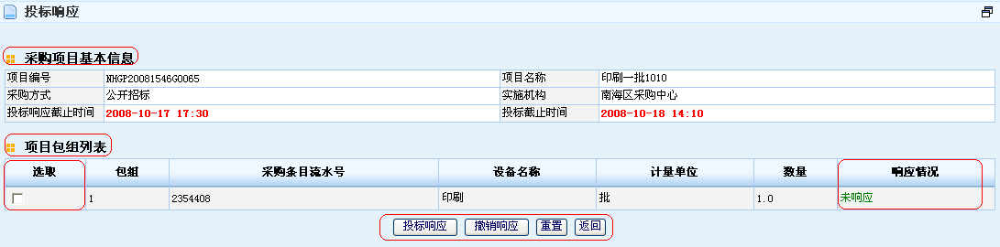 投标响应
采购项目基本信息
项目编号 NHGP20081546G0065 项目名称 印刷一批1010
采购方式 公开招标 实施机构 南海区采购中心
投标响应截止时间 2008-10-17 17:30 投标截止时间 2008-10-18 14:10
项目包组列表
选取 包组 采购条目流水号 设备名称 计量单位 数量 响应情况
1 2354408 印刷 批 1.0 未响应
投标响应 撤销响应 重置 返回